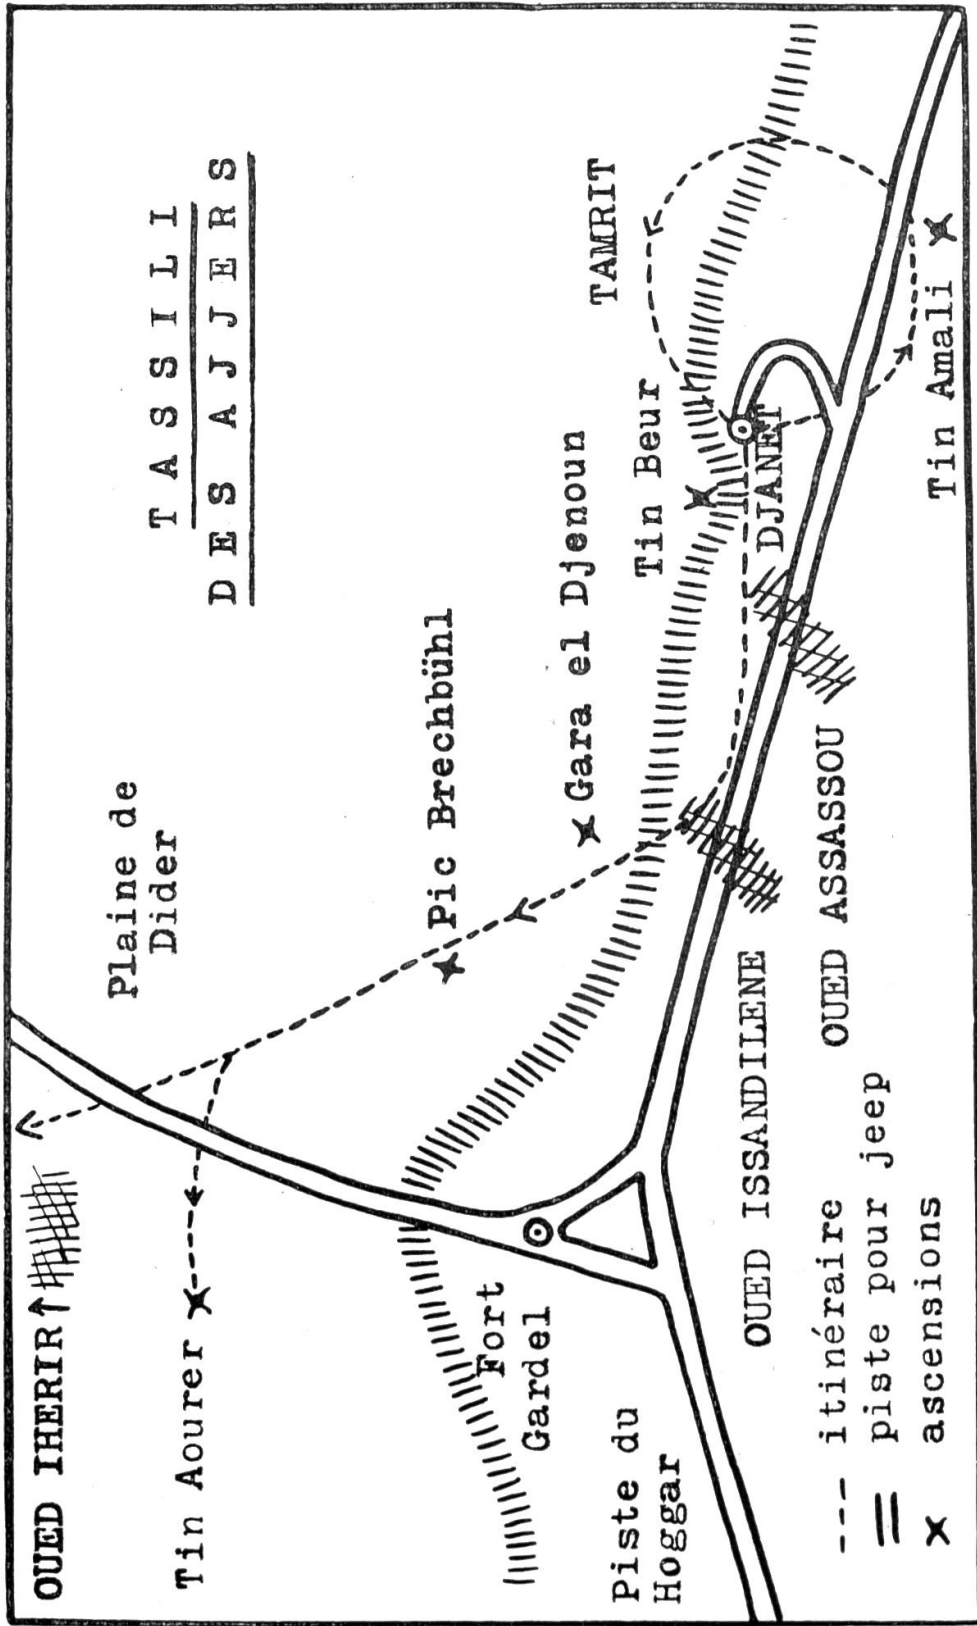 TASSILI
DES AJJERS
OUED IHERIR
Plaine de
Dider
Tin Aourer
Pic Brechbühl
Gara el Djenoun
Tin Beur
TAMRIT
Fort
Gardel
DJANET
Piste du
Hoggar
OUED ISSANDILENE
OUED ASSASSOU
Tin Amali
--- itinéraire
= piste pour jeep
x ascensions